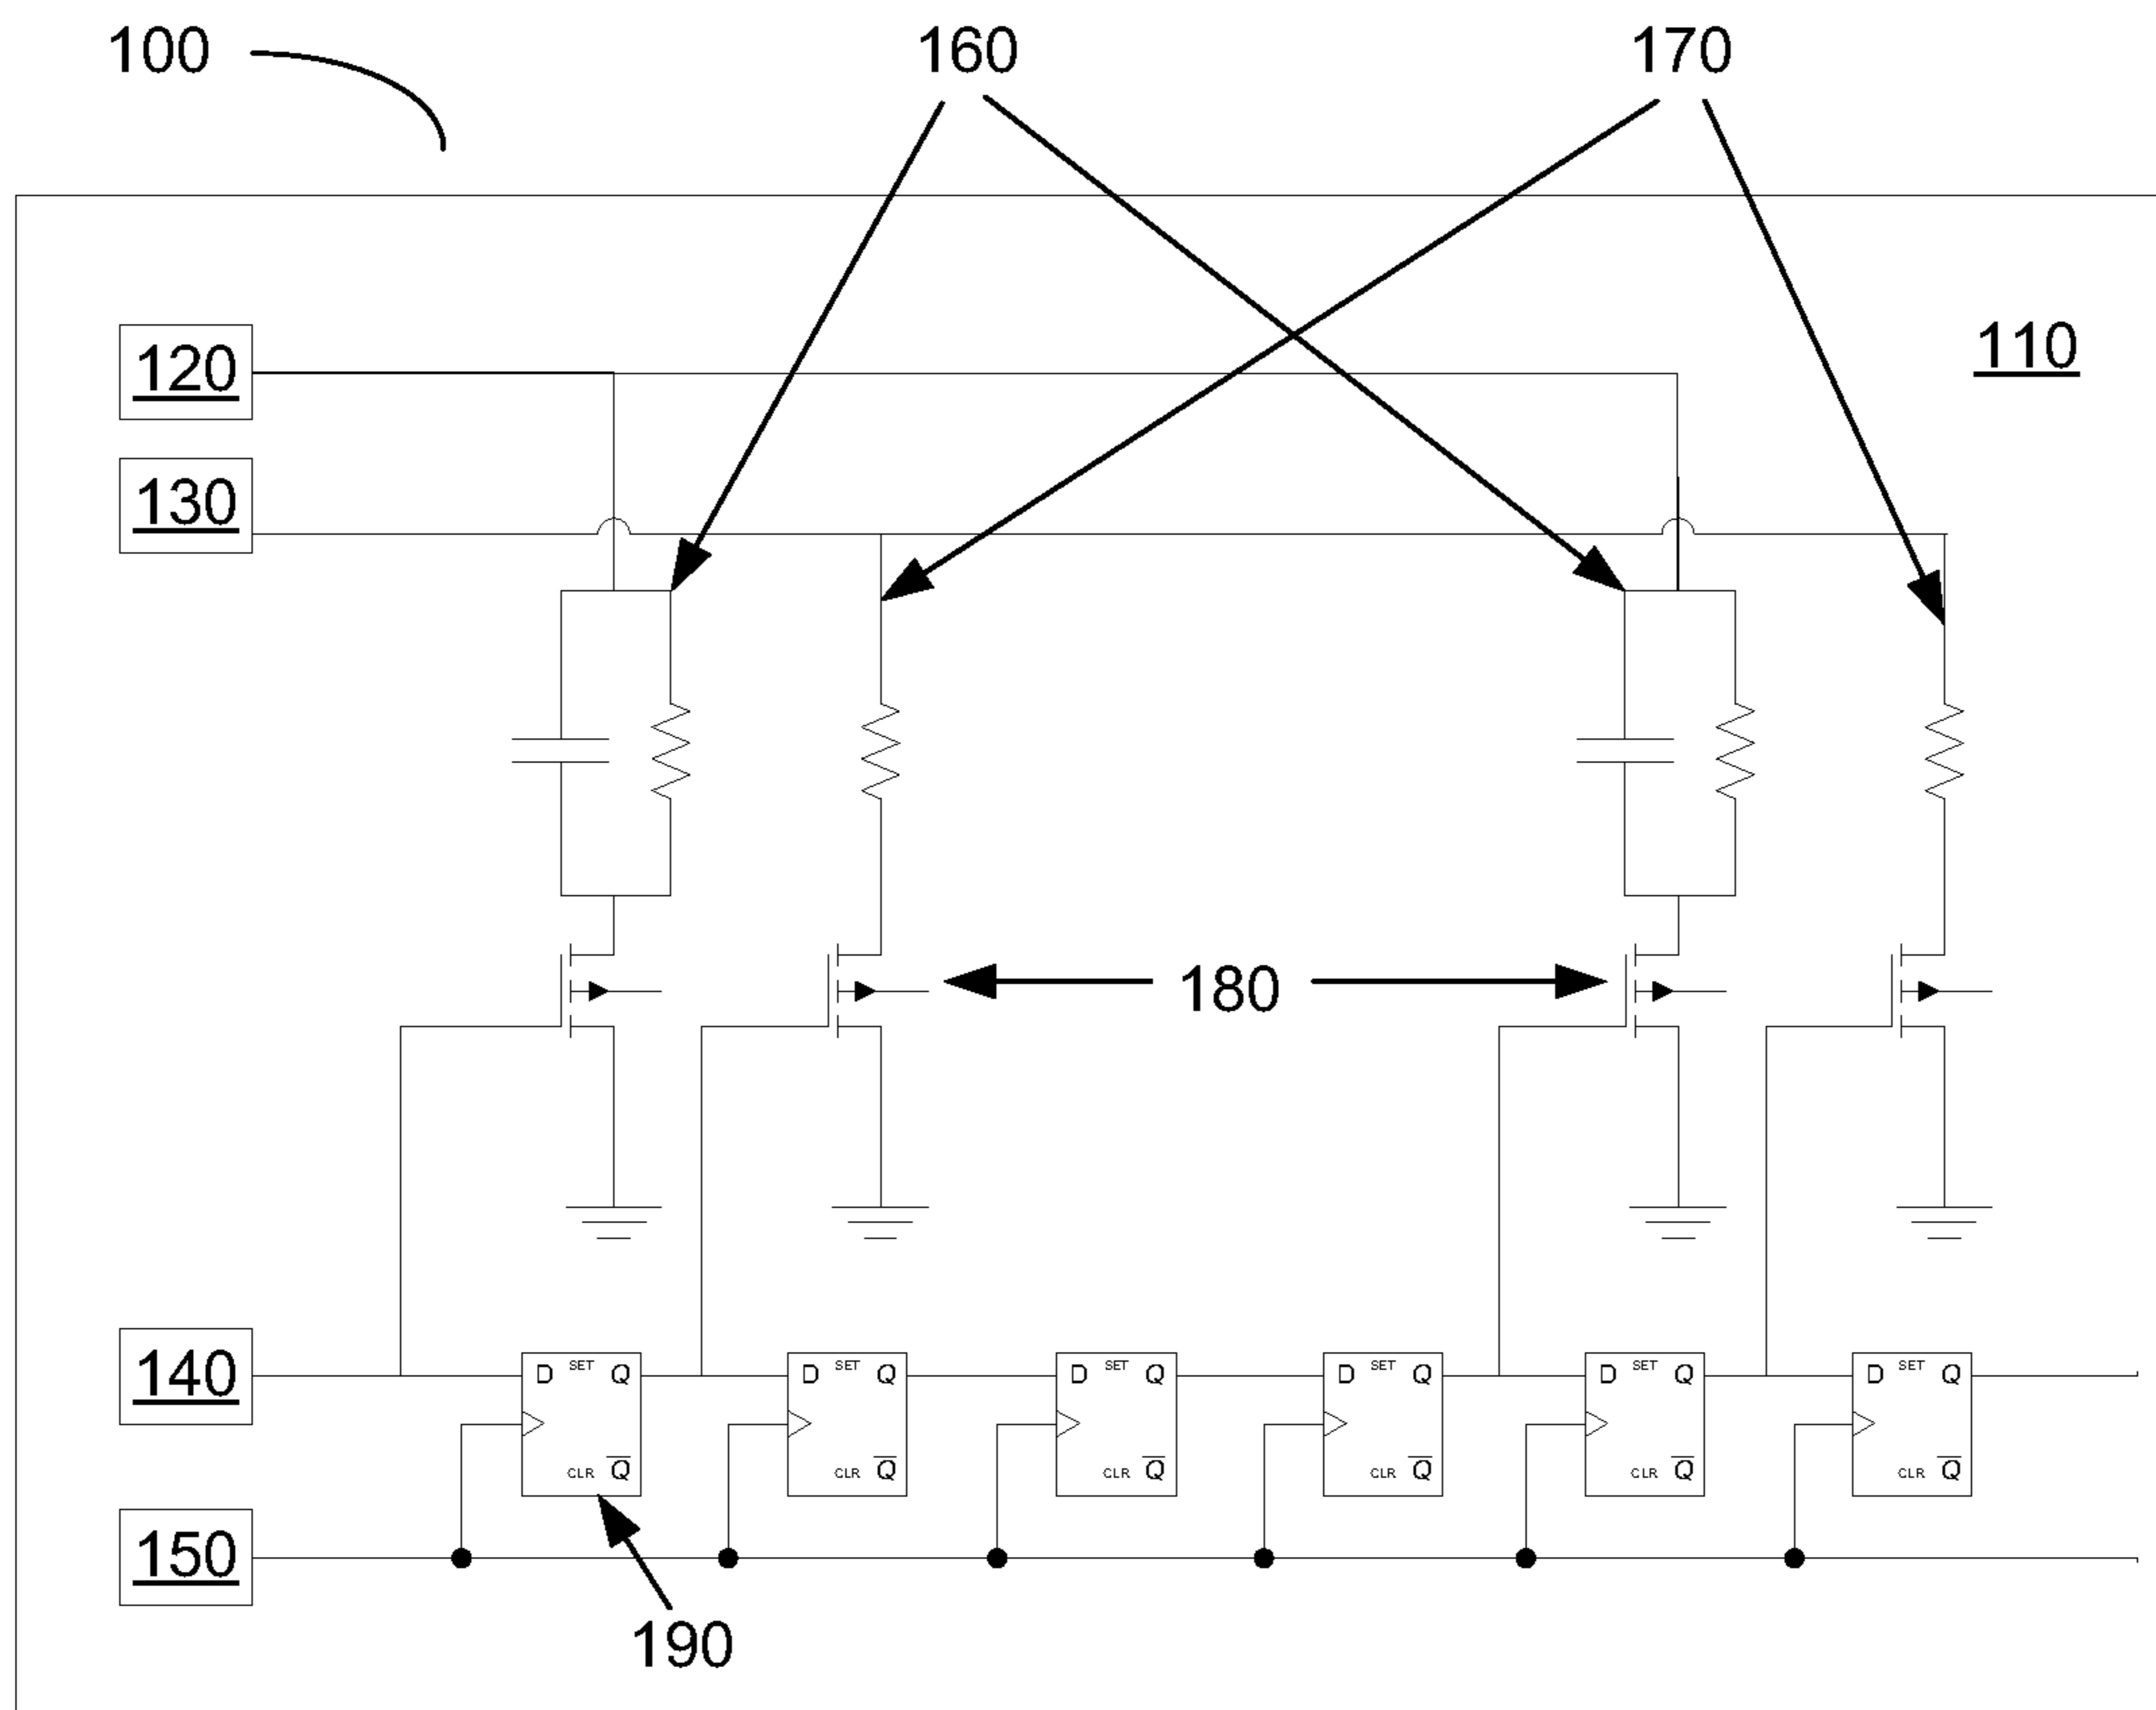 100 160 170
110
120
130
180
140 D SET Q D SET Q D SET Q D SET Q D SET Q D SET Q
CLR Q̅ CLR Q̅ CLR Q̅ CLR Q̅ CLR Q̅ CLR Q̅
150
190